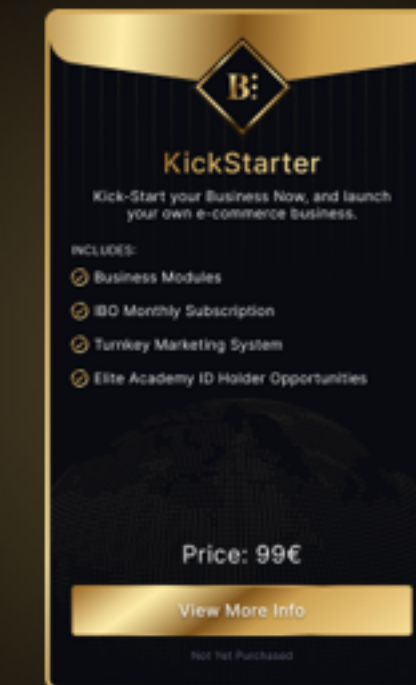 B
KickStarter
Kick-Start your Business Now, and launch
your own e-commerce business.
INCLUDES:
Business Modules
IBO Monthly Subscription
Turnkey Marketing System
Elite Academy ID Holder Opportunities
Price: 99€
View More Info
Not Yet Purchased